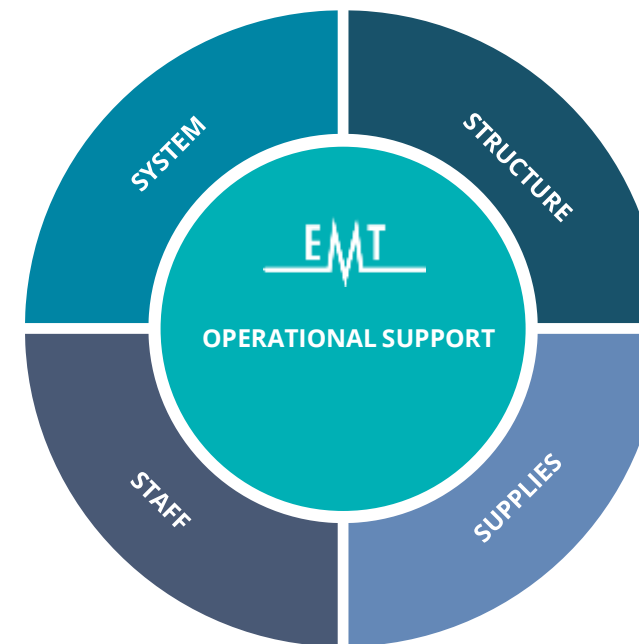 SYSTEM
STRUCTURE
EMT
OPERATIONAL SUPPORT
STAFF
SUPPLIES